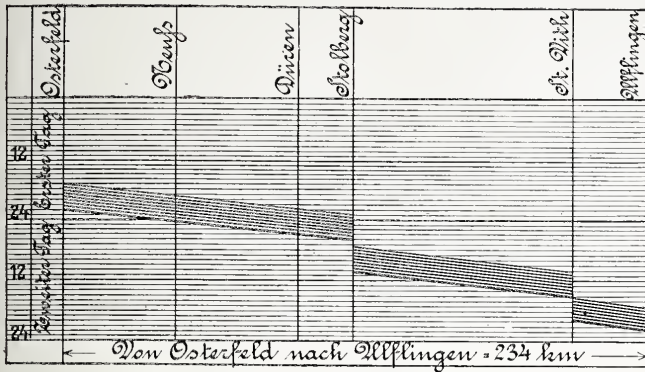 Osterfeld
Neuß
Düren
Stolberg
St. Vith
Ulflingen
Erster Tag
12
24
Zweiter Tag
12
24
Von Osterfeld nach Ulflingen = 234 km